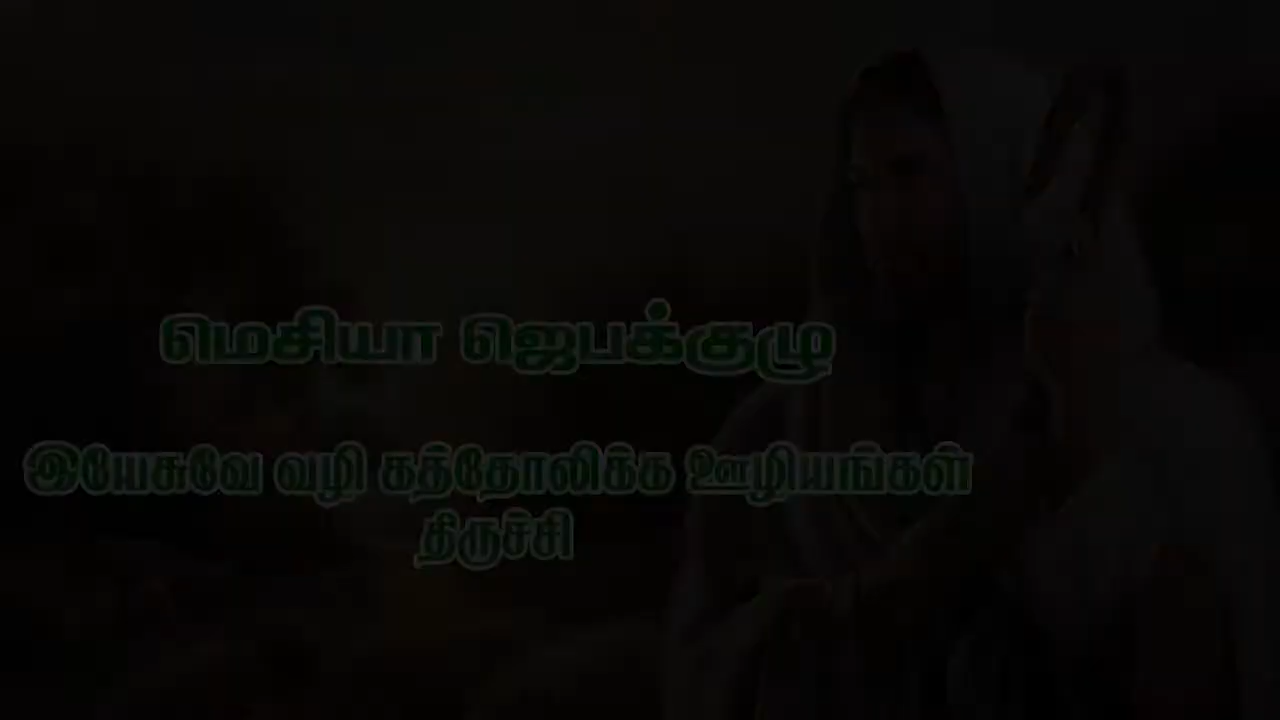 மெசியா ஜெபக்குழு
இயேசுவே வழி கத்தோலிக்க ஊழியங்கள்
திருச்சி